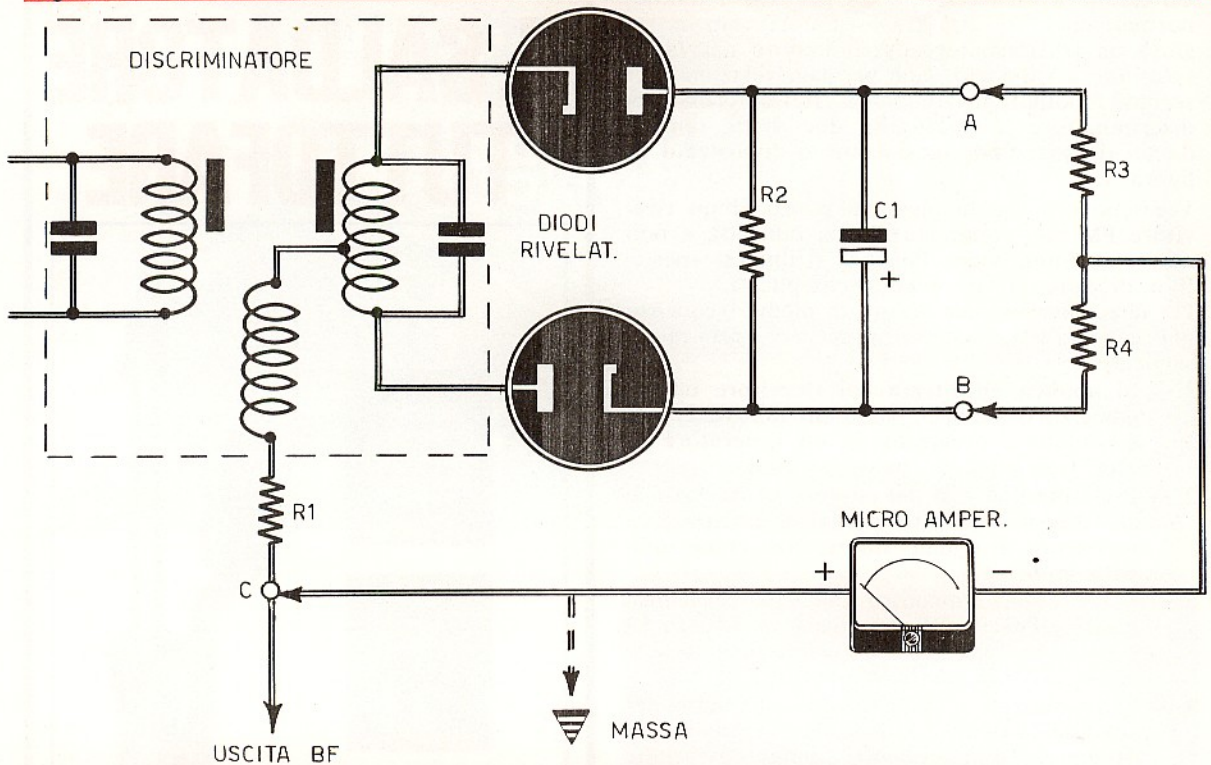 DISCRIMINATORE
DIODI
RIVELAT.
A
R3
R2
C1
+
R4
B
R1
MICRO AMPER.
+
-
C
MASSA
USCITA BF